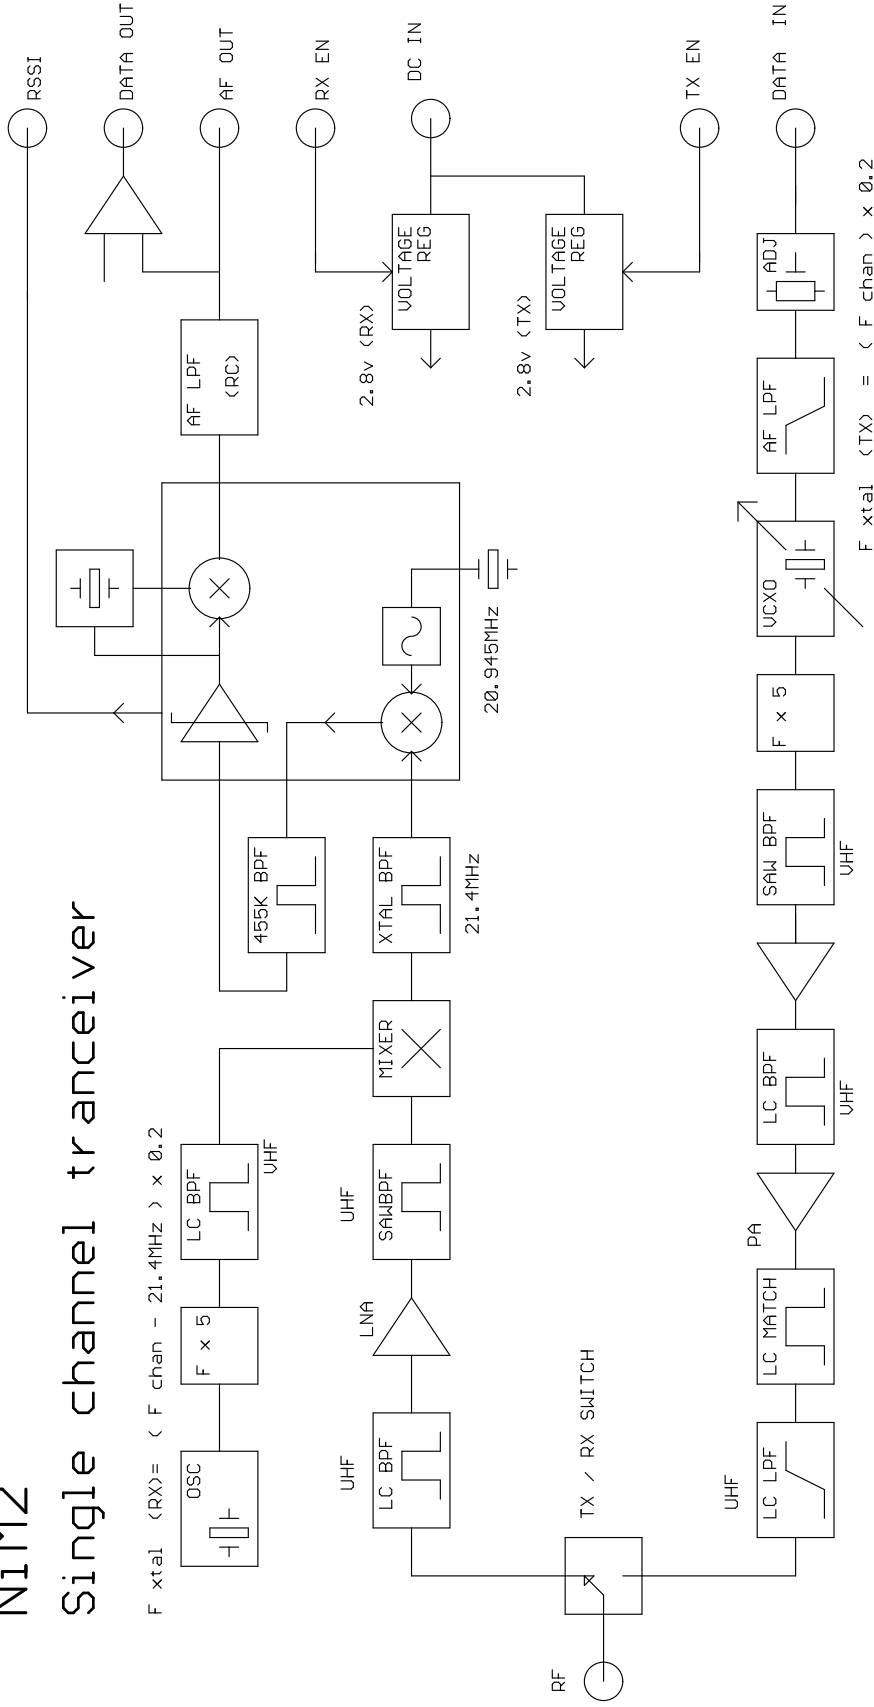 NiM2
Single channel tranceiver
F xtal (RX)= ( F chan - 21.4MHz ) x 0.2
OSC
F x 5
LC BPF
VHF
455K BPF
AF LPF
(RC)
RSSI
DATA OUT
AF OUT
RX EN
DC IN
TX EN
DATA IN
UHF
LC BPF
LNA
UHF
SAWBPF
MIXER
XTAL BPF
21.4MHz
20.945MHz
2.8v (RX)
VOLTAGE
REG
2.8v (TX)
VOLTAGE
REG
RF
TX / RX SWITCH
UHF
LC LPF
LC MATCH
PA
LC BPF
VHF
SAW BPF
VHF
F x 5
VCXO
AF LPF
ADJ
F xtal (TX) = ( F chan ) x 0.2